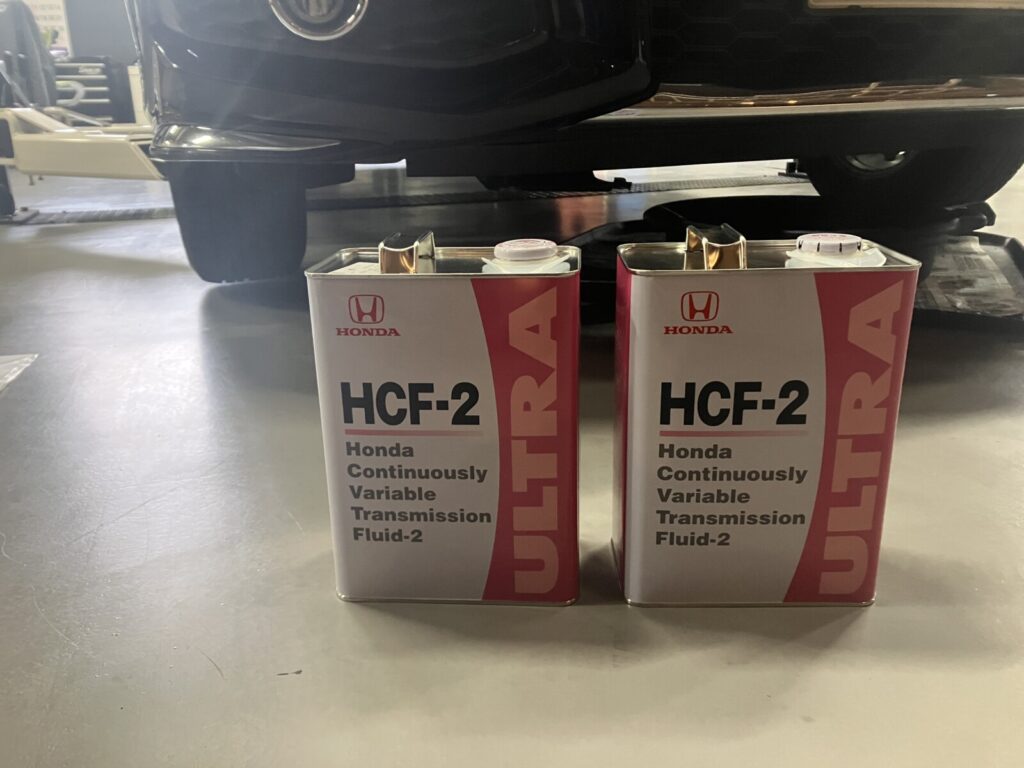 HONDA
HCF-2
Honda
Continuously
Variable
Transmission
Fluid-2
ULTRA
HONDA
HCF-2
Honda
Continuously
Variable
Transmission
Fluid-2
ULTRA